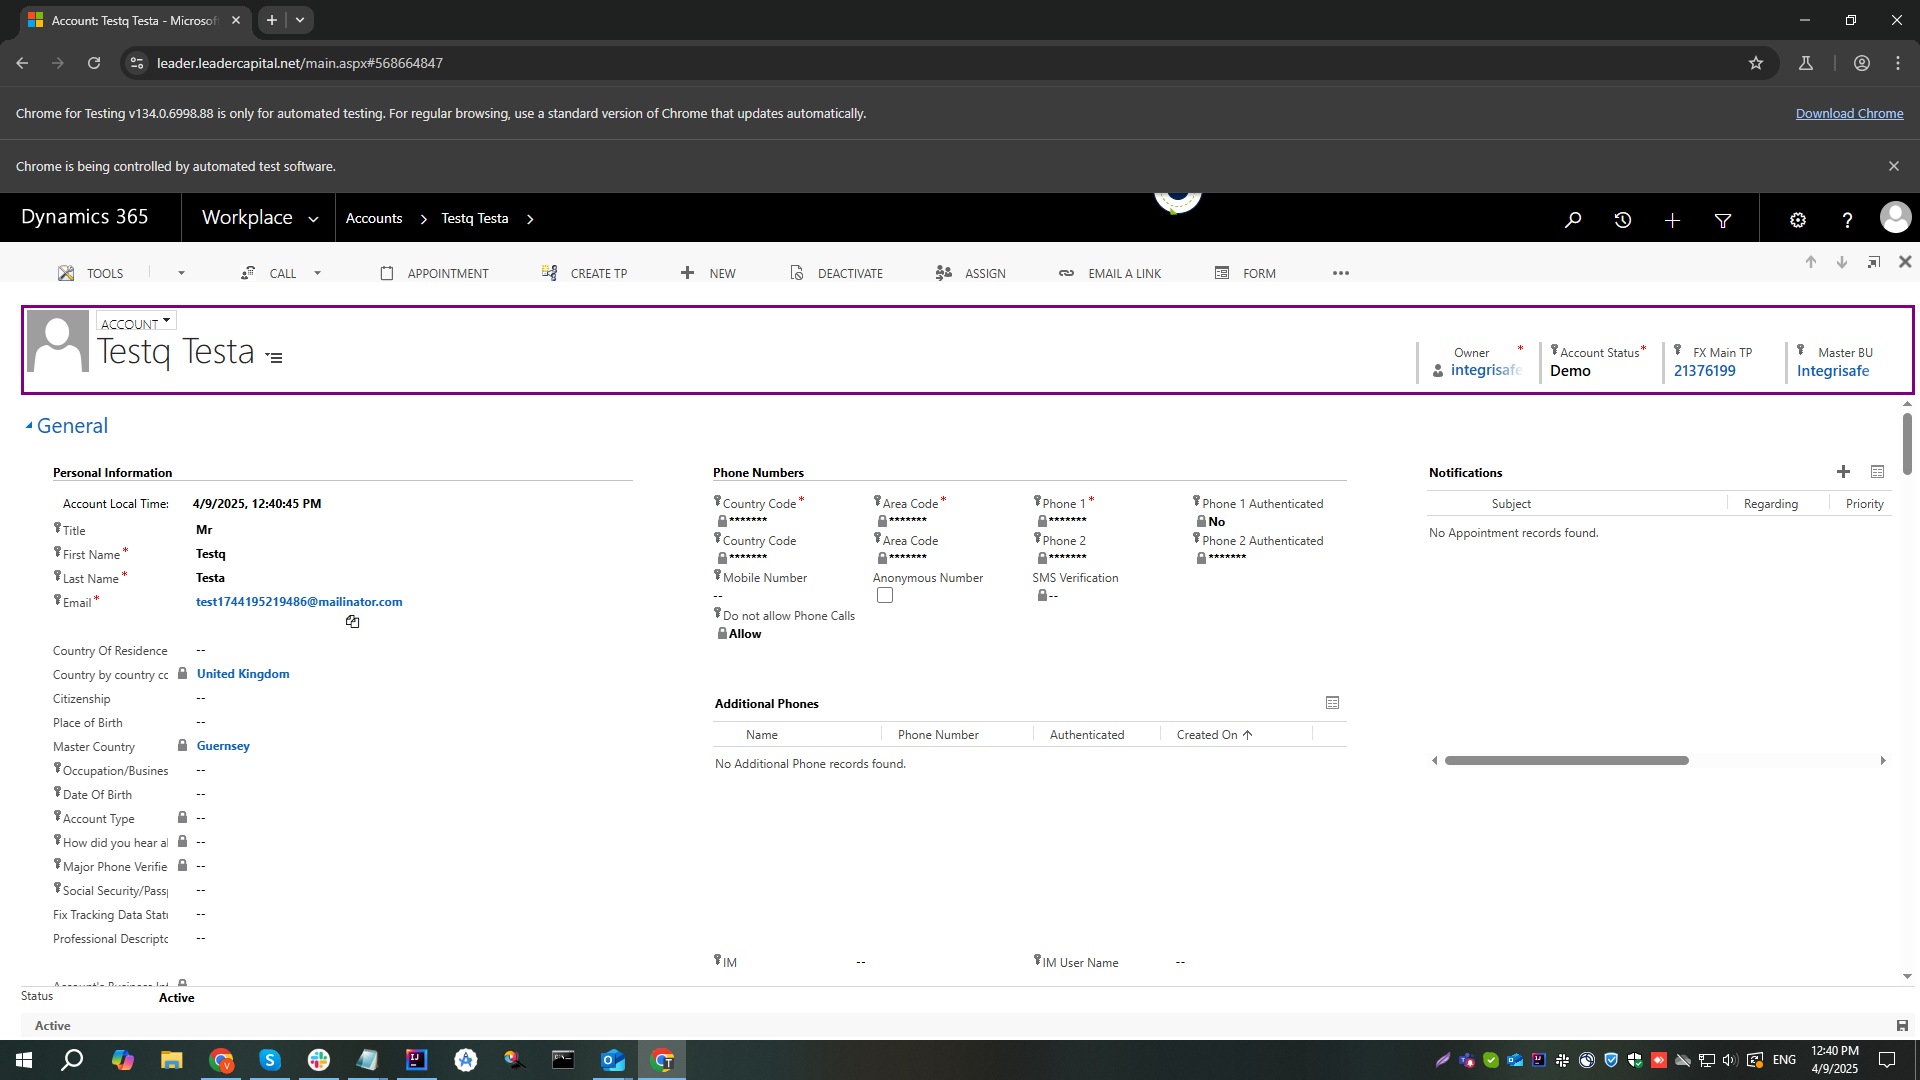 Account: Testq Testa - Microsof
leader.leadercapital.net/main.aspx#568664847
Chrome for Testing v134.0.6998.88 is only for automated testing. For regular browsing, use a standard version of Chrome that updates automatically.
Download Chrome
Chrome is being controlled by automated test software.
Dynamics 365
Workplace
Accounts
Testq Testa
TOOLS
CALL
APPOINTMENT
CREATE TP
NEW
DEACTIVATE
ASSIGN
EMAIL A LINK
FORM
ACCOUNT
Testq Testa
Owner *
integrisafe
Account Status *
Demo
FX Main TP
21376199
Master BU
Integrisafe
General
Personal Information
Account Local Time:
4/9/2025, 12:40:45 PM
Title
Mr
First Name *
Testq
Last Name *
Testa
Email *
test1744195219486@mailinator.com
Country Of Residence
--
Country by country cc
United Kingdom
Citizenship
--
Place of Birth
--
Master Country
Guernsey
Occupation/Busines
--
Date Of Birth
--
Account Type
--
How did you hear a
--
Major Phone Verifie
--
Social Security/Pass
--
Fix Tracking Data Stat
--
Professional Descripto
--
Phone Numbers
Country Code *
*******
Area Code *
*******
Phone 1 *
*******
Phone 1 Authenticated
No
Country Code
*******
Area Code
*******
Phone 2
*******
Phone 2 Authenticated
*******
Mobile Number
--
Anonymous Number
SMS Verification
--
Do not allow Phone Calls
Allow
Additional Phones
Name
Phone Number
Authenticated
Created On
No Additional Phone records found.
IM
--
IM User Name
--
Notifications
Subject
Regarding
Priority
No Appointment records found.
Status
Active
Active
ENG
12:40 PM
4/9/2025